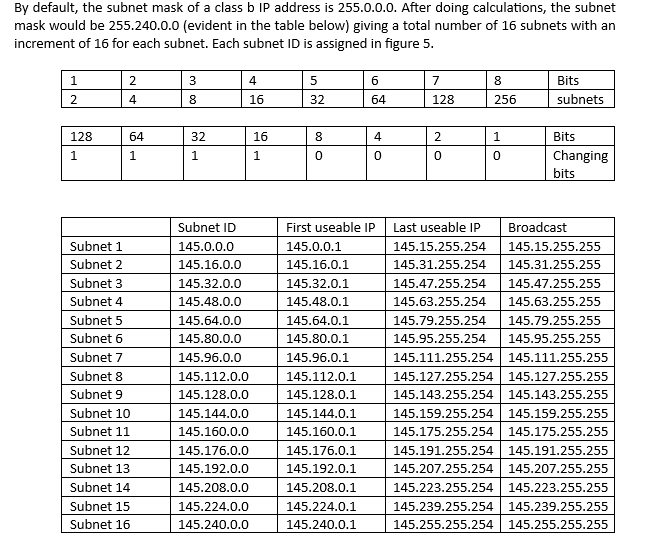 By default, the subnet mask of a class b IP address is 255.0.0.0. After doing calculations, the subnet
mask would be 255.240.0.0 (evident in the table below) giving a total number of 16 subnets with an
increment of 16 for each subnet. Each subnet ID is assigned in figure 5.
1 2 3 4 5 6 7 8 Bits
2 4 8 16 32 64 128 256 subnets
128 64 32 16 8 4 2 1 Bits
1 1 1 1 0 0 0 0 Changing
bits
Subnet ID First useable IP Last useable IP Broadcast
Subnet 1 145.0.0.0 145.0.0.1 145.15.255.254 145.15.255.255
Subnet 2 145.16.0.0 145.16.0.1 145.31.255.254 145.31.255.255
Subnet 3 145.32.0.0 145.32.0.1 145.47.255.254 145.47.255.255
Subnet 4 145.48.0.0 145.48.0.1 145.63.255.254 145.63.255.255
Subnet 5 145.64.0.0 145.64.0.1 145.79.255.254 145.79.255.255
Subnet 6 145.80.0.0 145.80.0.1 145.95.255.254 145.95.255.255
Subnet 7 145.96.0.0 145.96.0.1 145.111.255.254 145.111.255.255
Subnet 8 145.112.0.0 145.112.0.1 145.127.255.254 145.127.255.255
Subnet 9 145.128.0.0 145.128.0.1 145.143.255.254 145.143.255.255
Subnet 10 145.144.0.0 145.144.0.1 145.159.255.254 145.159.255.255
Subnet 11 145.160.0.0 145.160.0.1 145.175.255.254 145.175.255.255
Subnet 12 145.176.0.0 145.176.0.1 145.191.255.254 145.191.255.255
Subnet 13 145.192.0.0 145.192.0.1 145.207.255.254 145.207.255.255
Subnet 14 145.208.0.0 145.208.0.1 145.223.255.254 145.223.255.255
Subnet 15 145.224.0.0 145.224.0.1 145.239.255.254 145.239.255.255
Subnet 16 145.240.0.0 145.240.0.1 145.255.255.254 145.255.255.255